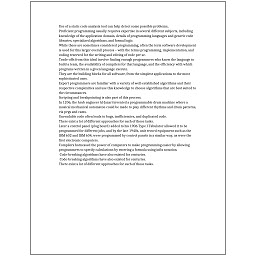 Use of a static code analysis tool can help detect some possible problems.
Proficient programming usually requires expertise in several different subjects, including
knowledge of the application domain, details of programming languages and generic code
libraries, specialized algorithms, and formal logic.
While these are sometimes considered programming, often the term software development
is used for this larger overall process – with the terms programming, implementation, and
coding reserved for the writing and editing of code per se.
Trade-offs from this ideal involve finding enough programmers who know the language to
build a team, the availability of compilers for that language, and the efficiency with which
programs written in a given language execute.
They are the building blocks for all software, from the simplest applications to the most
sophisticated ones.
Expert programmers are familiar with a variety of well-established algorithms and their
respective complexities and use this knowledge to choose algorithms that are best suited to
the circumstances.
Scripting and breakpointing is also part of this process.
In 1206, the Arab engineer Al-Jazari invented a programmable drum machine where a
musical mechanical automaton could be made to play different rhythms and drum patterns,
via pegs and cams.
Unreadable code often leads to bugs, inefficiencies, and duplicated code.
There exist a lot of different approaches for each of those tasks.
Later a control panel (plug board) added to his 1906 Type I Tabulator allowed it to be
programmed for different jobs, and by the late 1940s, unit record equipment such as the
IBM 602 and IBM 604, were programmed by control panels in a similar way, as were the
first electronic computers.
Compilers harnessed the power of computers to make programming easier by allowing
programmers to specify calculations by entering a formula using infix notation.
Code-breaking algorithms have also existed for centuries.
Code-breaking algorithms have also existed for centuries.
There exist a lot of different approaches for each of those tasks.